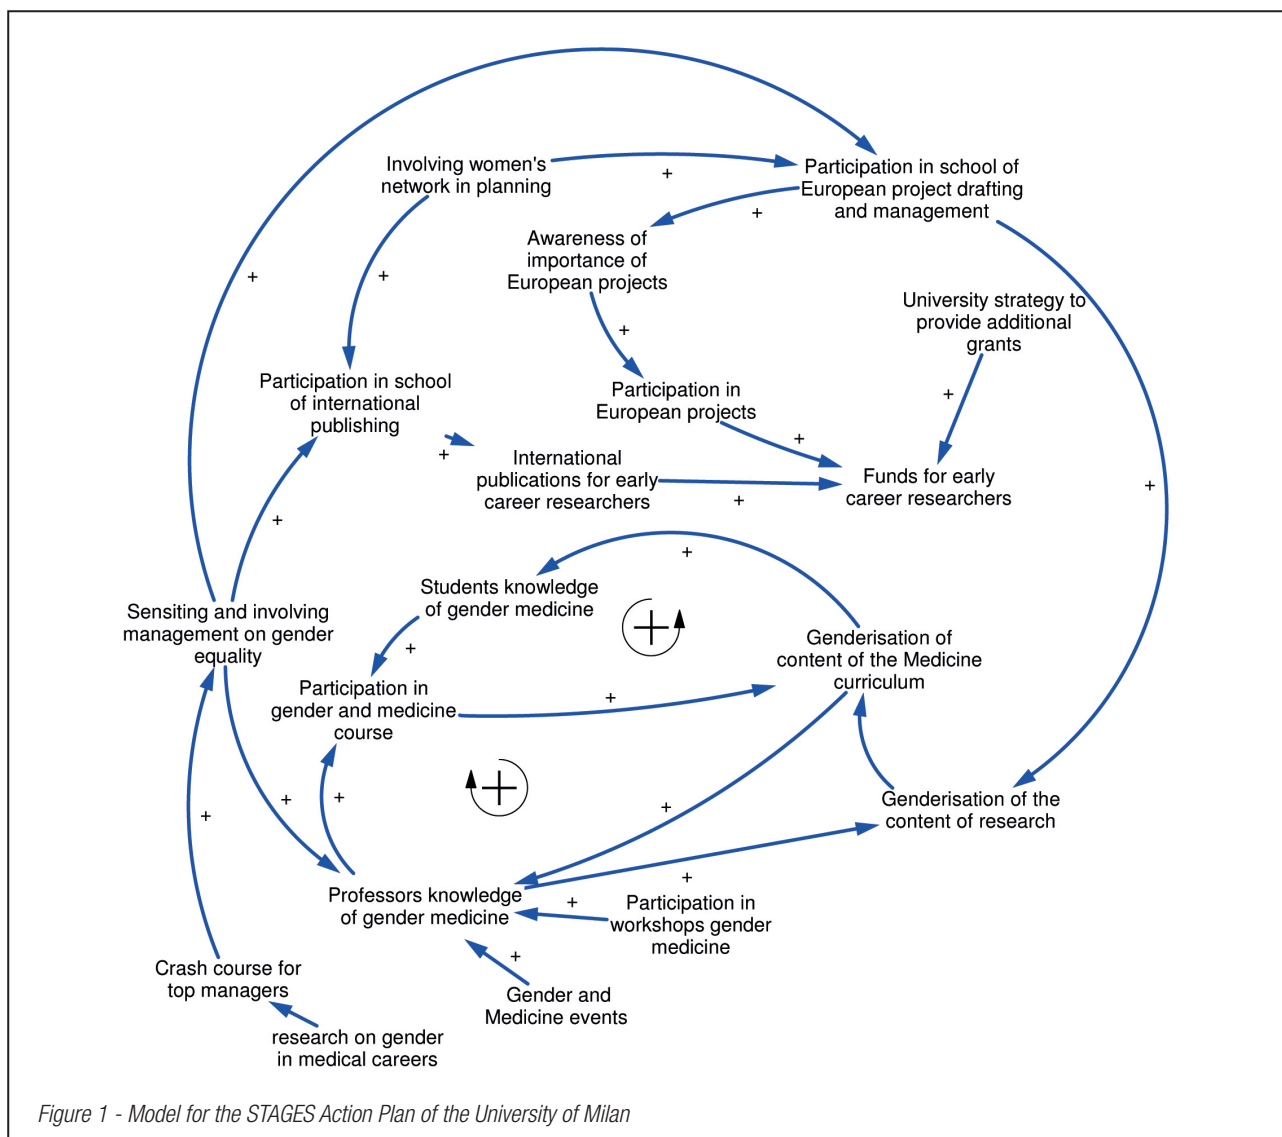 Involving women's
network in planning
+
Participation in school of
European project drafting
and management
+
Awareness of
importance of
European projects
+
+
University strategy to
provide additional
grants
+
Participation in school
of international
publishing
+
Participation in
European projects
+
+
+
International
publications for early
career researchers
+
Funds for early
career researchers
+
+
+
Students knowledge
of gender medicine
+
Sensiting and involving
management on gender
equality
Genderisation of
content of the Medicine
curriculum
+
Participation in
gender and medicine
course
+
+
+
+
+
+
Genderisation of the
content of research
+
Professors knowledge
of gender medicine
+
Participation in
workshops gender
medicine
+
Crash course for
top managers
Gender and
Medicine events
research on gender
in medical careers
Figure 1 - Model for the STAGES Action Plan of the University of Milan